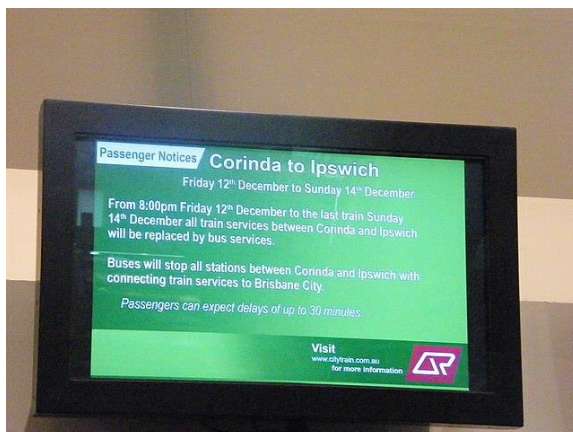 Passenger Notices
Corinda to Ipswich
Friday 12th December to Sunday 14th December
From 8:00pm Friday 12th December to the last train Sunday
14th December all train services between Corinda and Ipswich
will be replaced by bus services.
Buses will stop all stations between Corinda and Ipswich with
connecting train services to Brisbane City.
Passengers can expect delays of up to 30 minutes.
Visit
www.citytrain.com.au
for more information
QR